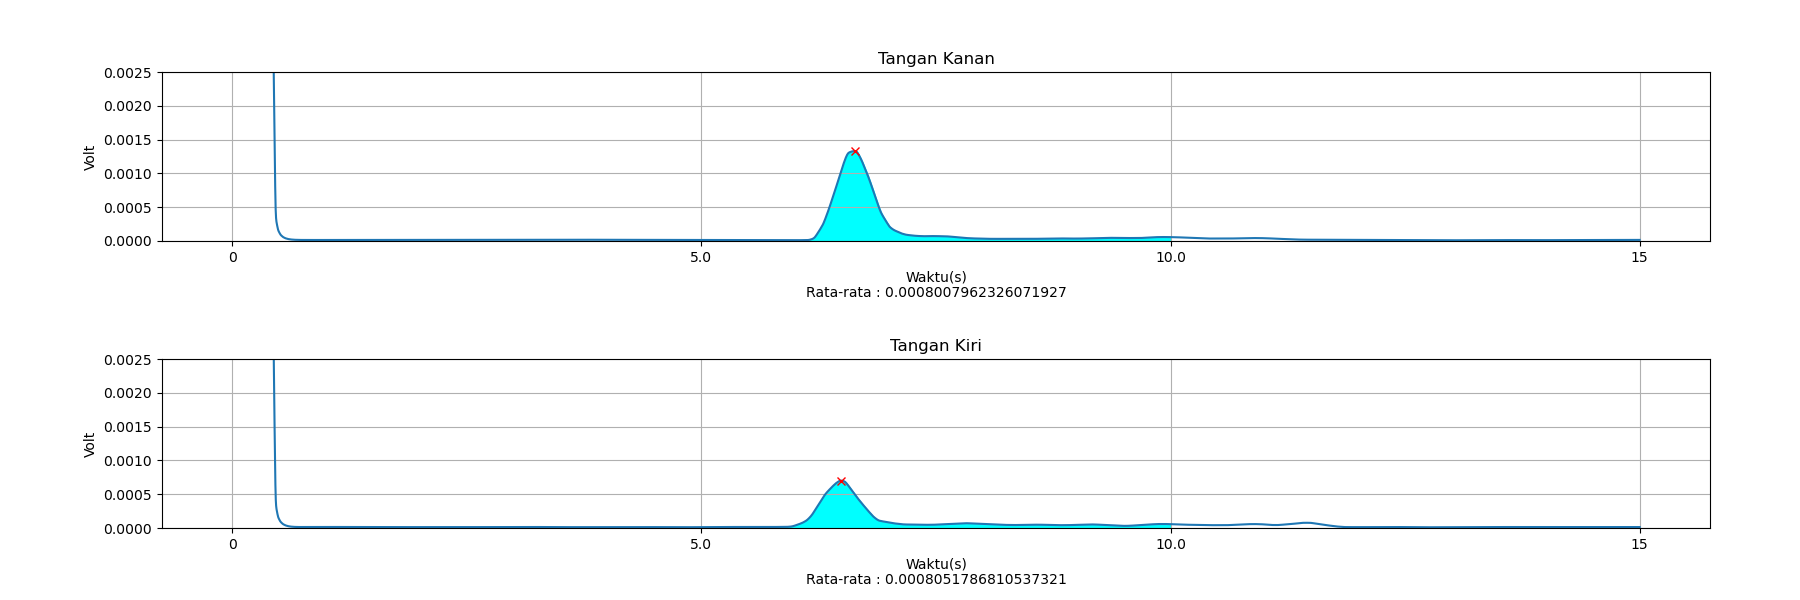 Tangan Kanan
0.0025
0.0020
0.0015
0.0010
0.0005
0.0000
Volt
0 5.0 10.0 15
Waktu(s)
Rata-rata : 0.0008007962326071927
Tangan Kiri
0.0025
0.0020
0.0015
0.0010
0.0005
0.0000
Volt
0 5.0 10.0 15
Waktu(s)
Rata-rata : 0.0008051786810537321